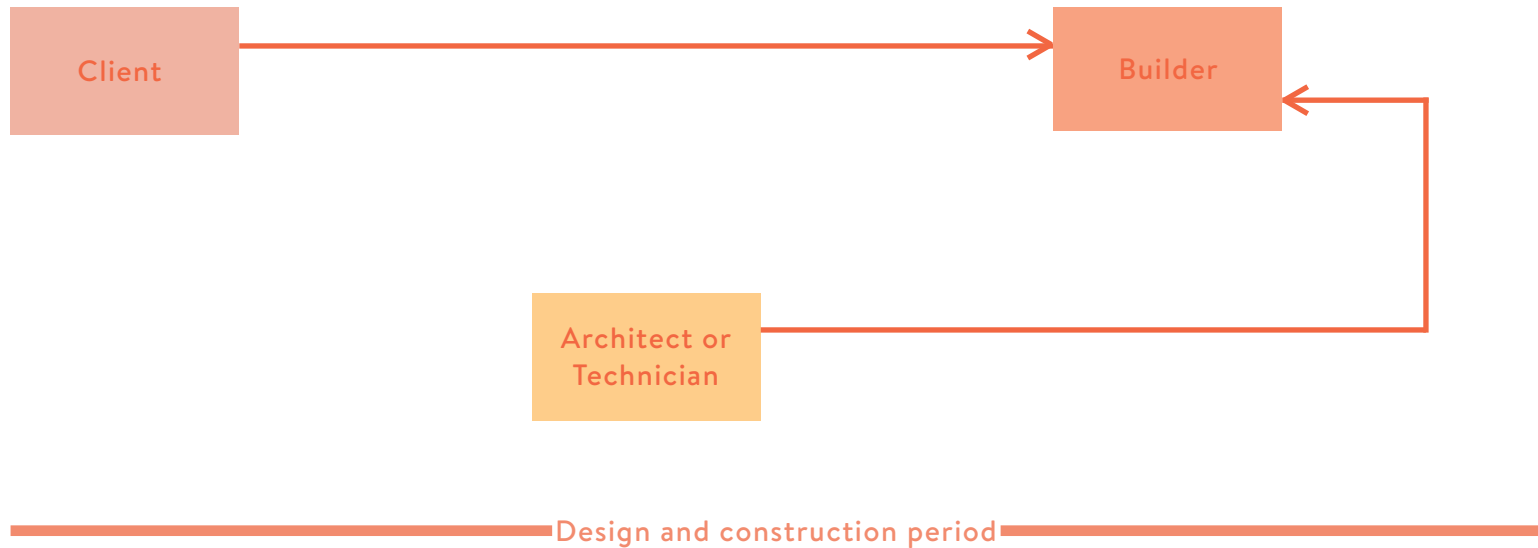 Client
Builder
Architect or
Technician
Design and construction period